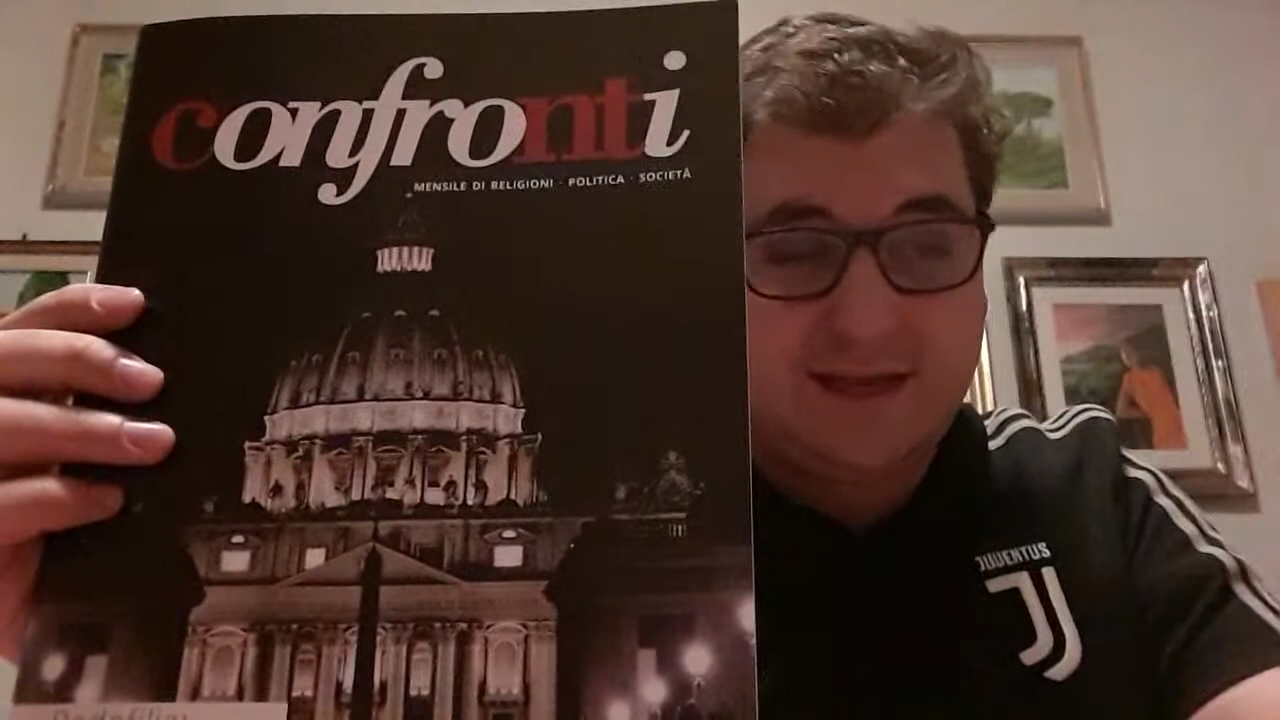 confronti
MENSILE DI RELIGIONI · POLITICA · SOCIETÀ
JUVENTUS